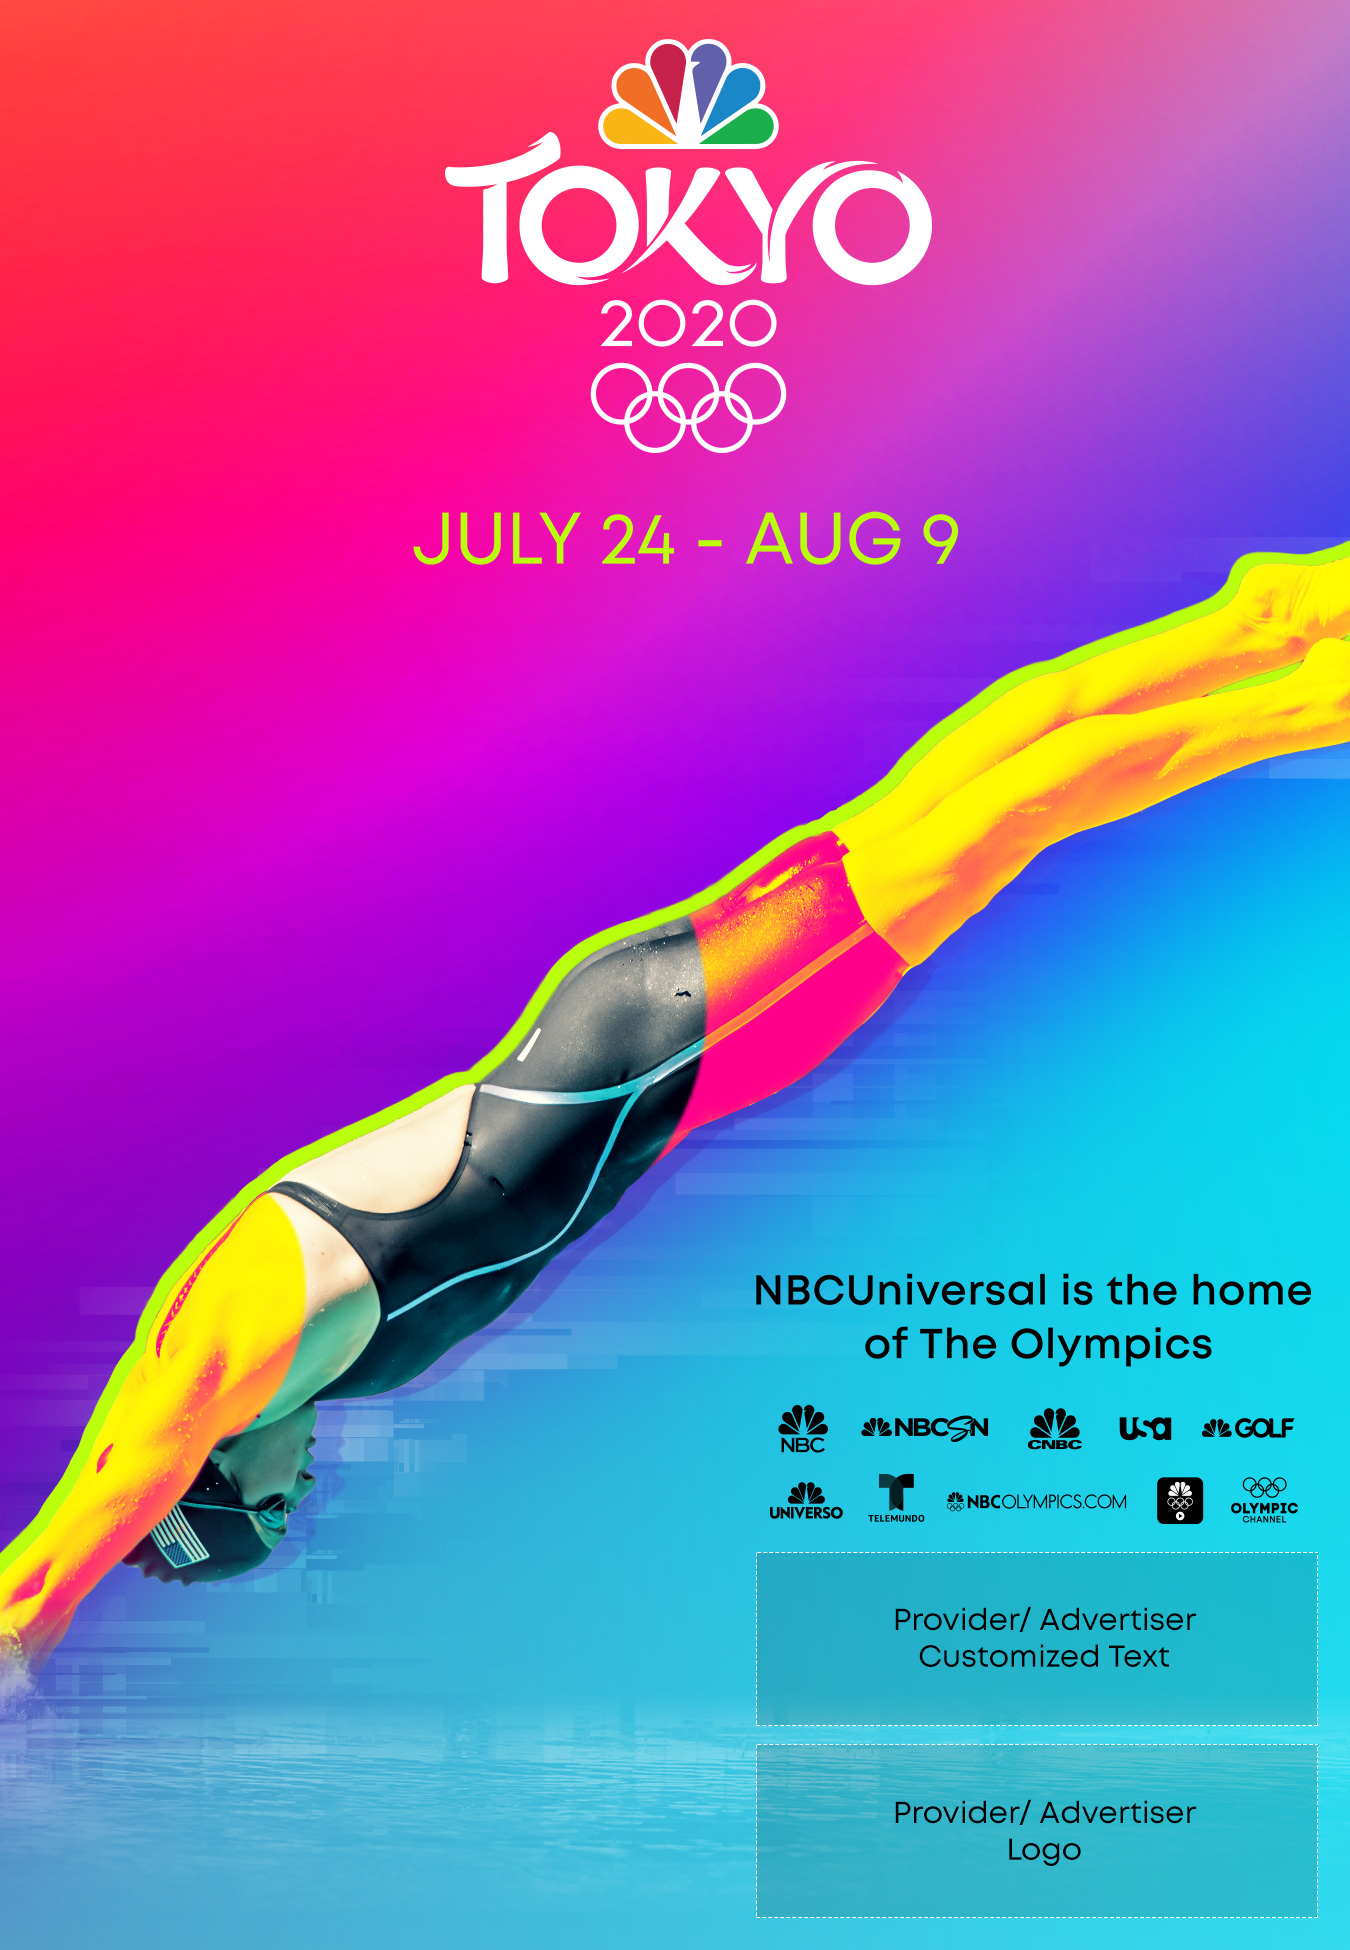 TOKYO
2020
JULY 24 - AUG 9
NBCUniversal is the home
of The Olympics
NBC NBCSN CNBC USA GOLF
UNIVERSO TELEMUNDO NBCOLYMPICS.COM OLYMPIC
CHANNEL
Provider/ Advertiser
Customized Text
Provider/ Advertiser
Logo